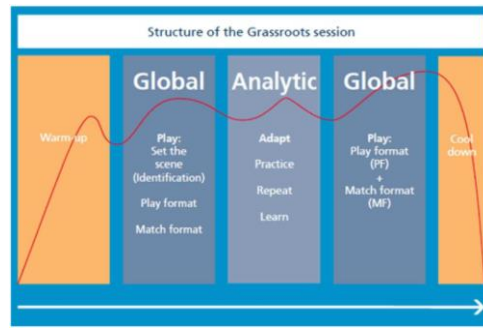 Structure of the Grassroots session
Warm-up
Global
Play:
Set the
scene
(Identification)
Play format
Match format
Analytic
Adapt
Practice
Repeat
Learn
Global
Play:
Play format
(PF)
+
Match format
(MF)
Cool
down